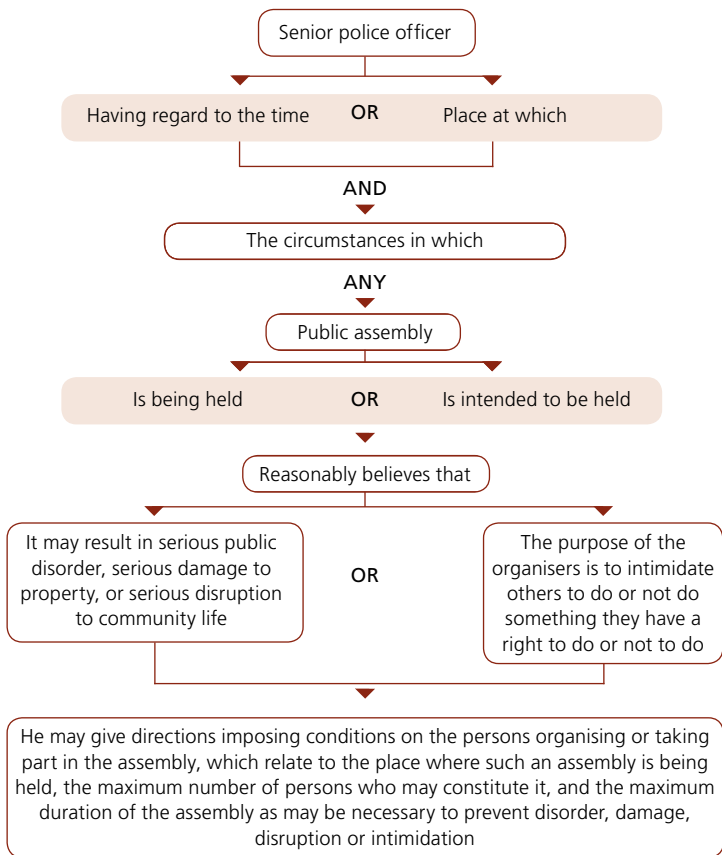 Senior police officer
Having regard to the time OR Place at which
AND
The circumstances in which
ANY
Public assembly
Is being held OR Is intended to be held
Reasonably believes that
It may result in serious public
disorder, serious damage to
property, or serious disruption
to community life
OR
The purpose of the
organisers is to intimidate
others to do or not do
something they have a
right to do or not to do
He may give directions imposing conditions on the persons organising or taking
part in the assembly, which relate to the place where such an assembly is being
held, the maximum number of persons who may constitute it, and the maximum
duration of the assembly as may be necessary to prevent disorder, damage,
disruption or intimidation